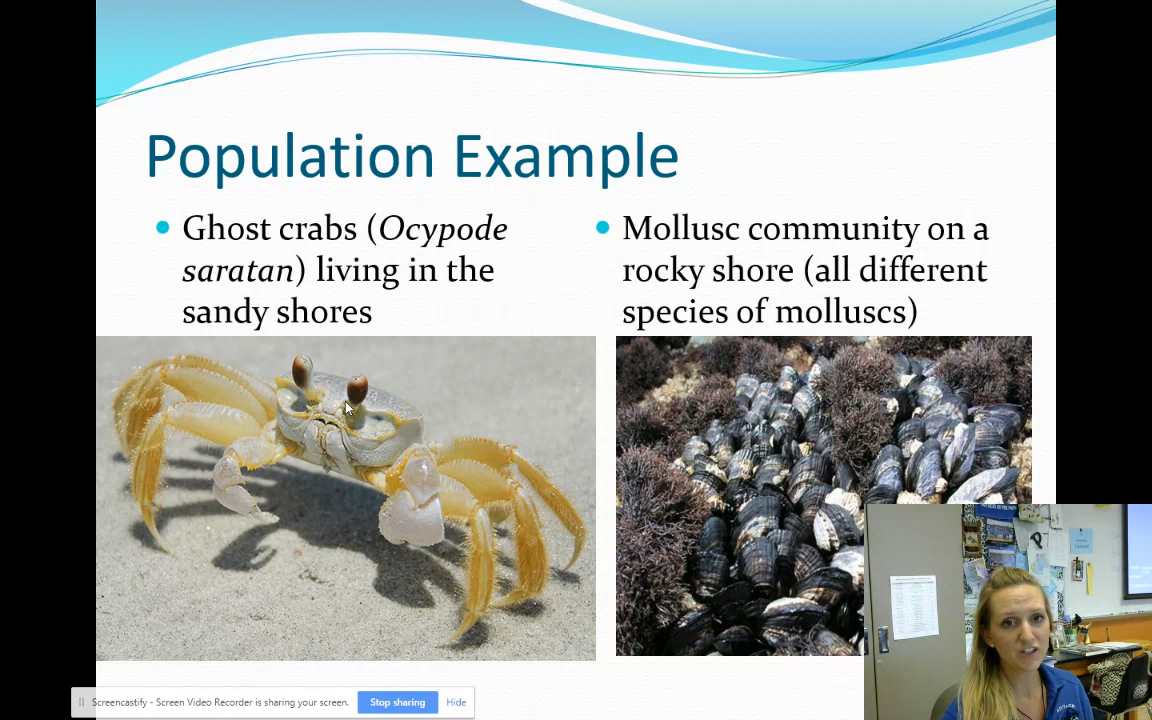 Population Example
Ghost crabs (Ocypode
saratan) living in the
sandy shores
Mollusc community on a
rocky shore (all different
species of molluscs)
Screencastify - Screen Video Recorder is sharing your screen.
Stop sharing
Hide